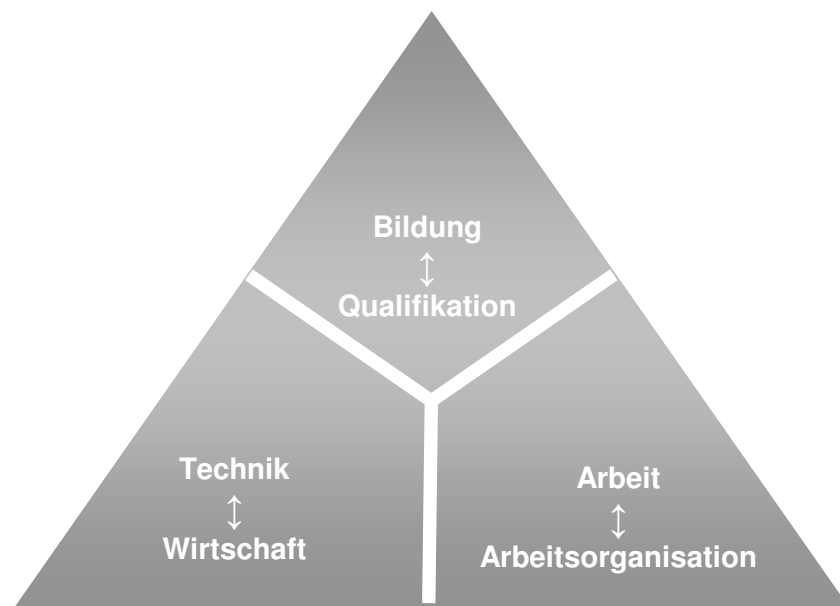 Bildung
↕
Qualifikation
Technik
↕
Wirtschaft
Arbeit
↕
Arbeitsorganisation